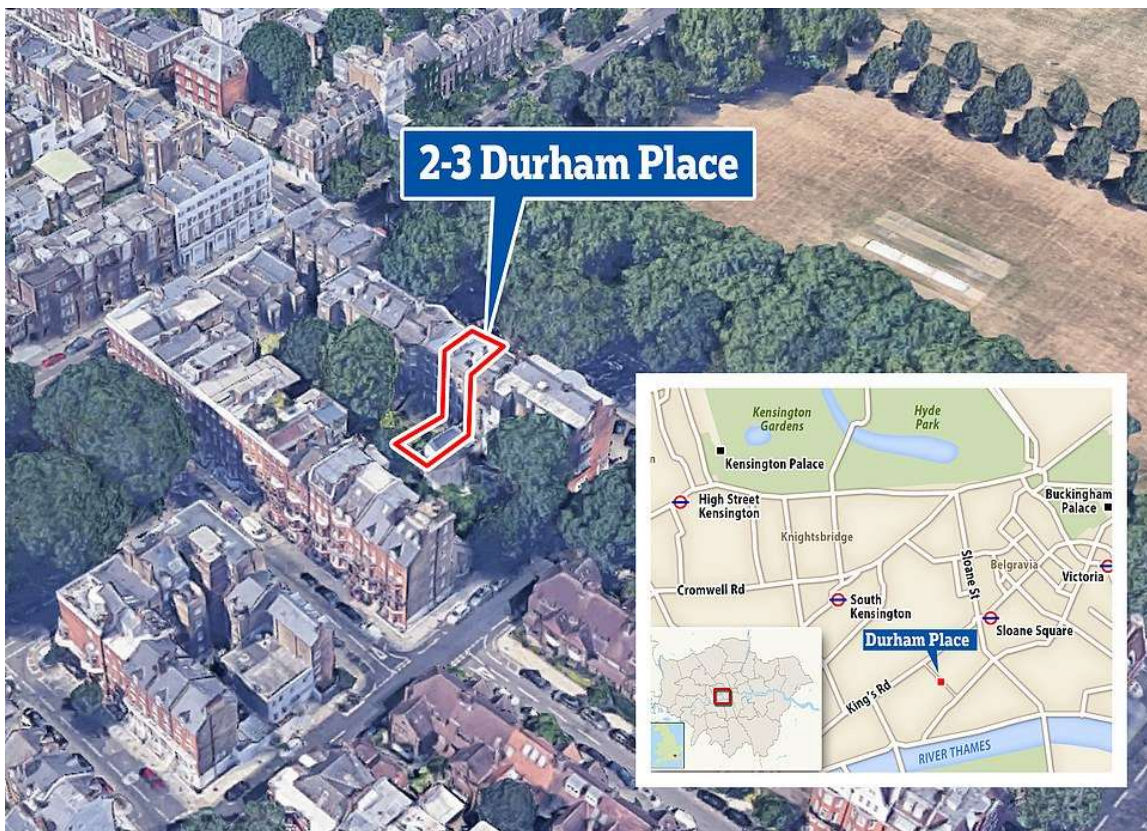 2-3 Durham Place
Kensington
Gardens
Hyde
Park
Kensington Palace
n
High Street
Kensington
Buckingham
Palace
Knightsbridge
Sloane St
Belgravia
Cromwell Rd
Victoria
South
Kensington
Sloane Square
Durham Place
King's Rd
RIVER THAMES